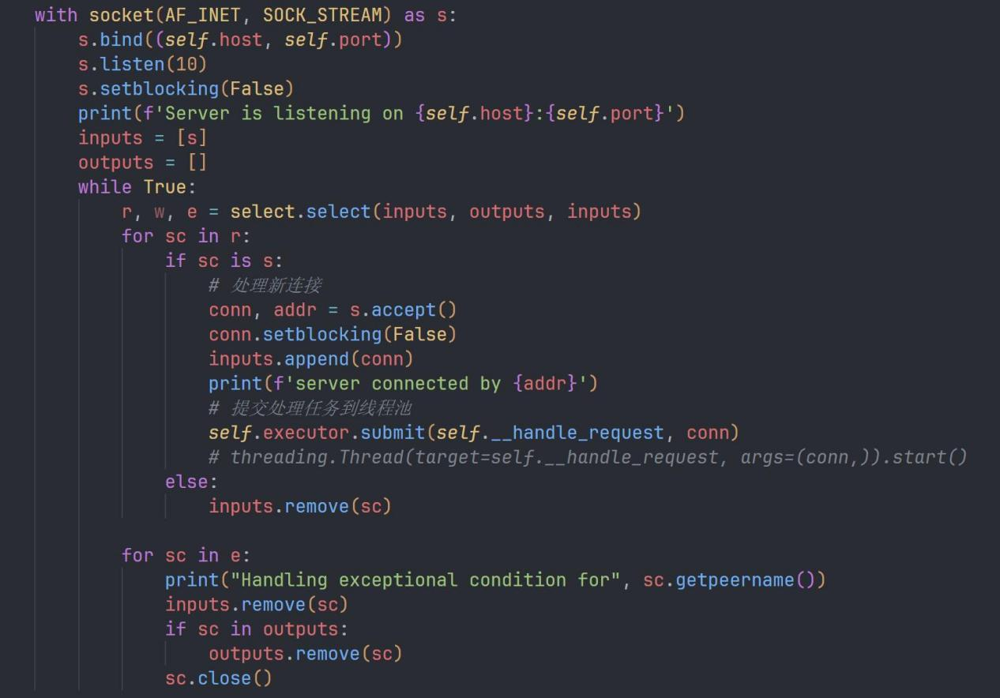 with socket(AF_INET, SOCK_STREAM) as s:
    s.bind((self.host, self.port))
    s.listen(10)
    s.setblocking(False)
    print(f'Server is listening on {self.host}:{self.port}')
    inputs = [s]
    outputs = []
    while True:
        r, w, e = select.select(inputs, outputs, inputs)
        for sc in r:
            if sc is s:
                # 处理新连接
                conn, addr = s.accept()
                conn.setblocking(False)
                inputs.append(conn)
                print(f'server connected by {addr}')
                # 提交处理任务到线程池
                self.executor.submit(self.__handle_request, conn)
                # threading.Thread(target=self.__handle_request, args=(conn,)).start()
            else:
                inputs.remove(sc)

        for sc in e:
            print("Handling exceptional condition for", sc.getpeername())
            inputs.remove(sc)
            if sc in outputs:
                outputs.remove(sc)
            sc.close()